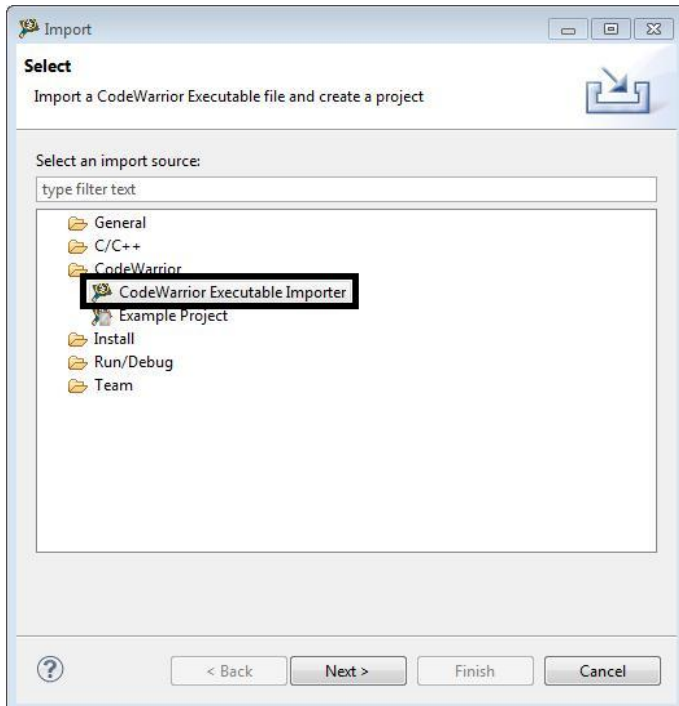 Import
Select
Import a CodeWarrior Executable file and create a project
Select an import source:
type filter text
General
C/C++
CodeWarrior
CodeWarrior Executable Importer
Example Project
Install
Run/Debug
Team
?
< Back Next > Finish Cancel